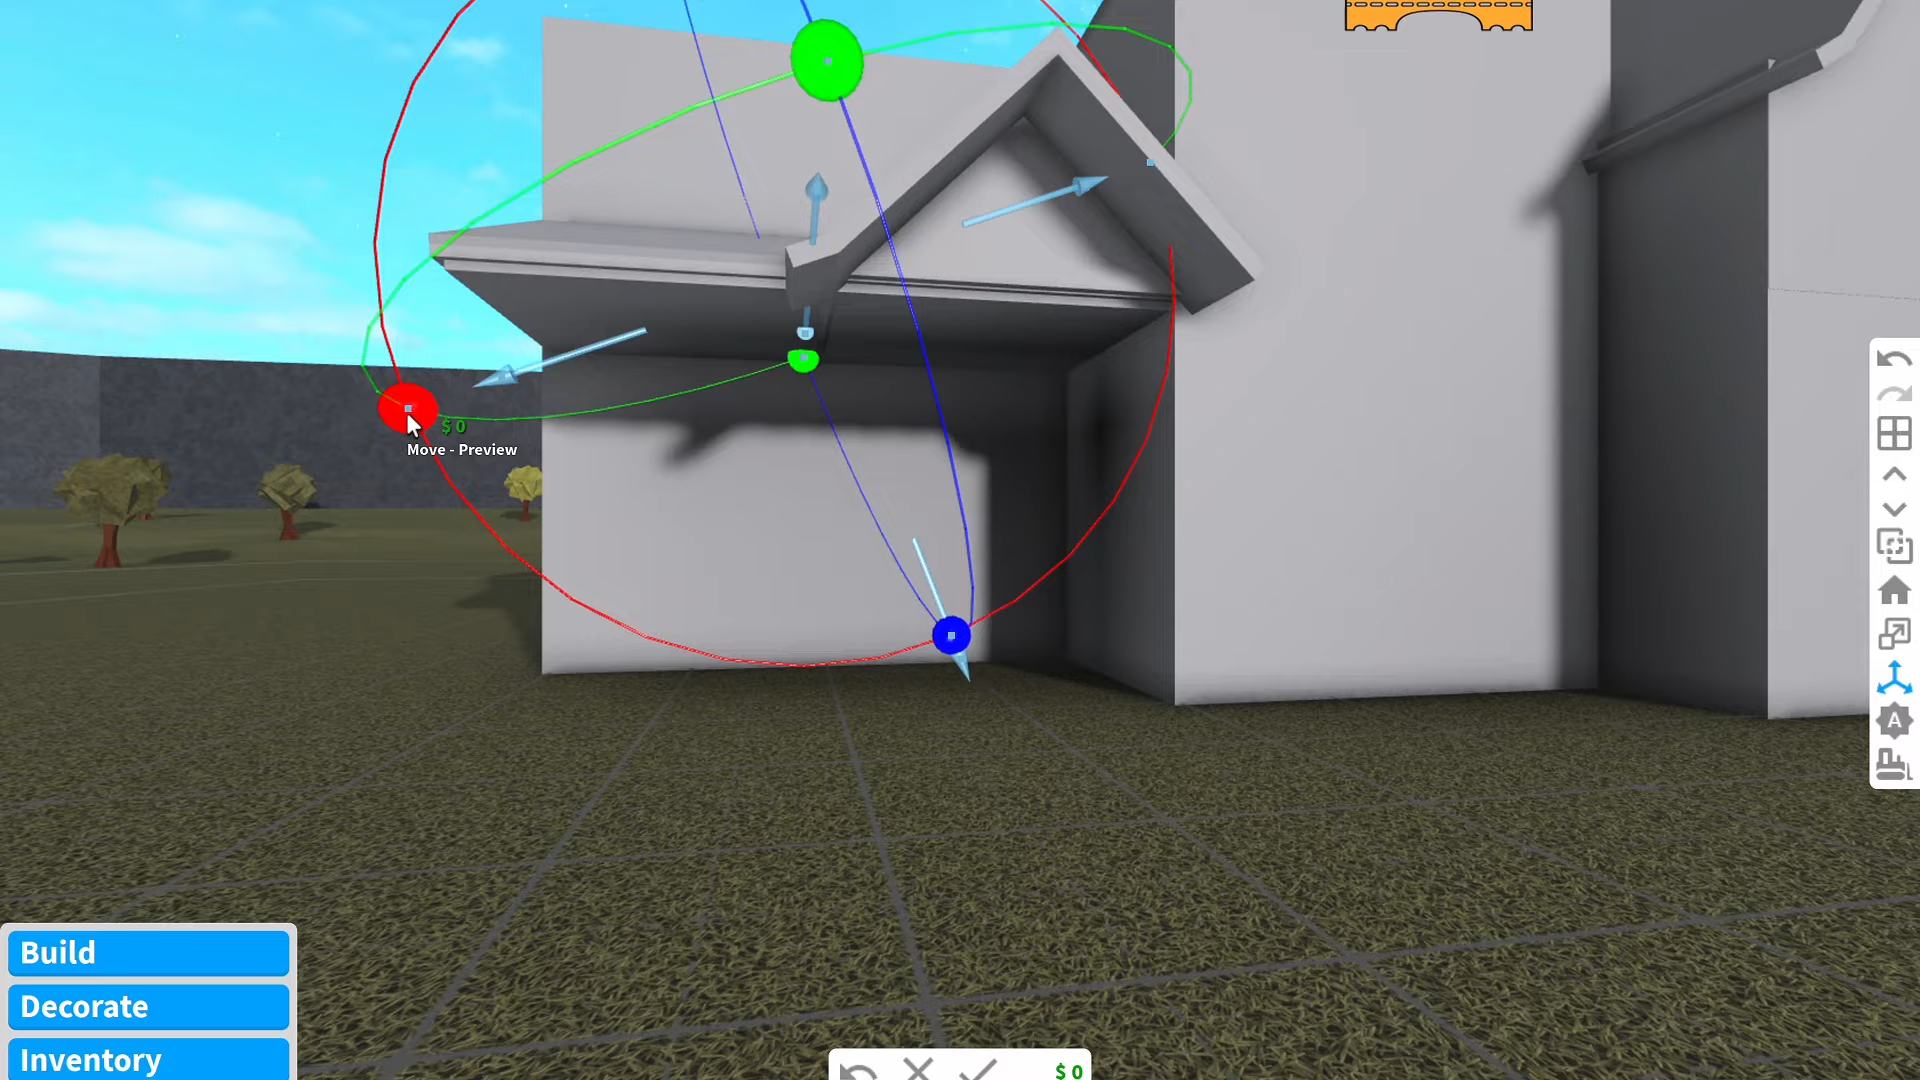 $ 0
Move - Preview
A
Build
Decorate
Inventory
$ 0